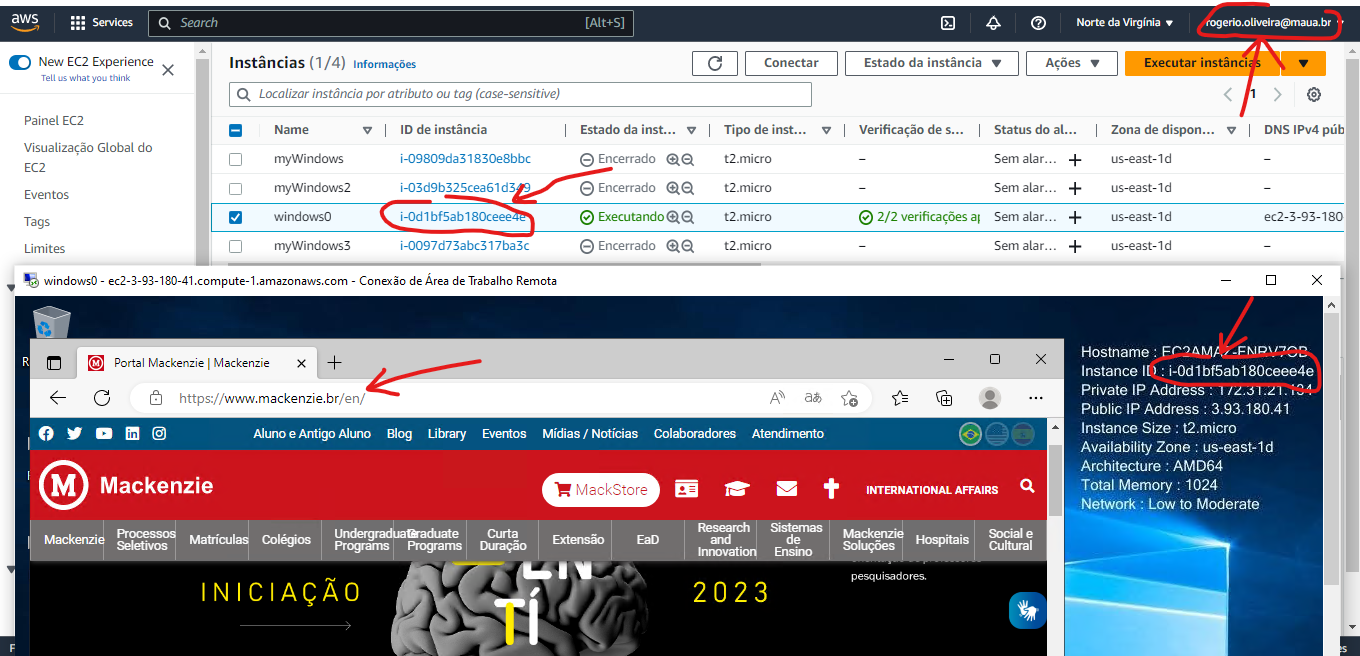 aws
Services
Search
[Alt+S]
Norte da Virgínia
rogerio.oliveira@maua.br
New EC2 Experience
Tell us what you think
Painel EC2
Visualização Global do
EC2
Eventos
Tags
Limites
Instâncias (1/4) Informações
Conectar
Estado da instância
Ações
Executar instâncias
Localizar instância por atributo ou tag (case-sensitive)
1
Name ID de instância Estado da inst... Tipo de inst... Verificação de s... Status do al... Zona de dispon... DNS IPv4 púb
myWindows i-09809da31830e8bbc Encerrado t2.micro – Sem alar... us-east-1d –
myWindows2 i-03d9b325cea61d349 Encerrado t2.micro – Sem alar... us-east-1d –
windows0 i-0d1bf5ab180ceee4e Executando t2.micro 2/2 verificações ap Sem alar... us-east-1d ec2-3-93-180
myWindows3 i-0097d73abc317ba3c Encerrado t2.micro – Sem alar... us-east-1d –
windows0 - ec2-3-93-180-41.compute-1.amazonaws.com - Conexão de Área de Trabalho Remota
Portal Mackenzie | Mackenzie
https://www.mackenzie.br/en/
Aluno e Antigo Aluno Blog Library Eventos Mídias / Notícias Colaboradores Atendimento
M Mackenzie
MackStore
INTERNATIONAL AFFAIRS
Mackenzie
Processos
Seletivos
Matrículas
Colégios
Undergraduate
Programs
Graduate
Programs
Curta
Duração
Extensão
EaD
Research
and
Innovation
Sistemas
de
Ensino
Mackenzie
Soluções
Hospitais
Social e
Cultural
INICIAÇÃO
EN
TÍ
2023
pesquisadores.
Hostname : EC2AMAZ-ENRV7OB
Instance ID : i-0d1bf5ab180ceee4e
Private IP Address : 172.31.21.194
Public IP Address : 3.93.180.41
Instance Size : t2.micro
Availability Zone : us-east-1d
Architecture : AMD64
Total Memory : 1024
Network : Low to Moderate